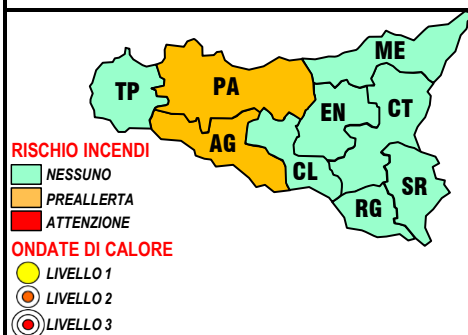 ME
TP
PA
EN
CT
AG
CL
SR
RG
RISCHIO INCENDI
NESSUNO
PREALLERTA
ATTENZIONE
ONDATE DI CALORE
LIVELLO 1
LIVELLO 2
LIVELLO 3